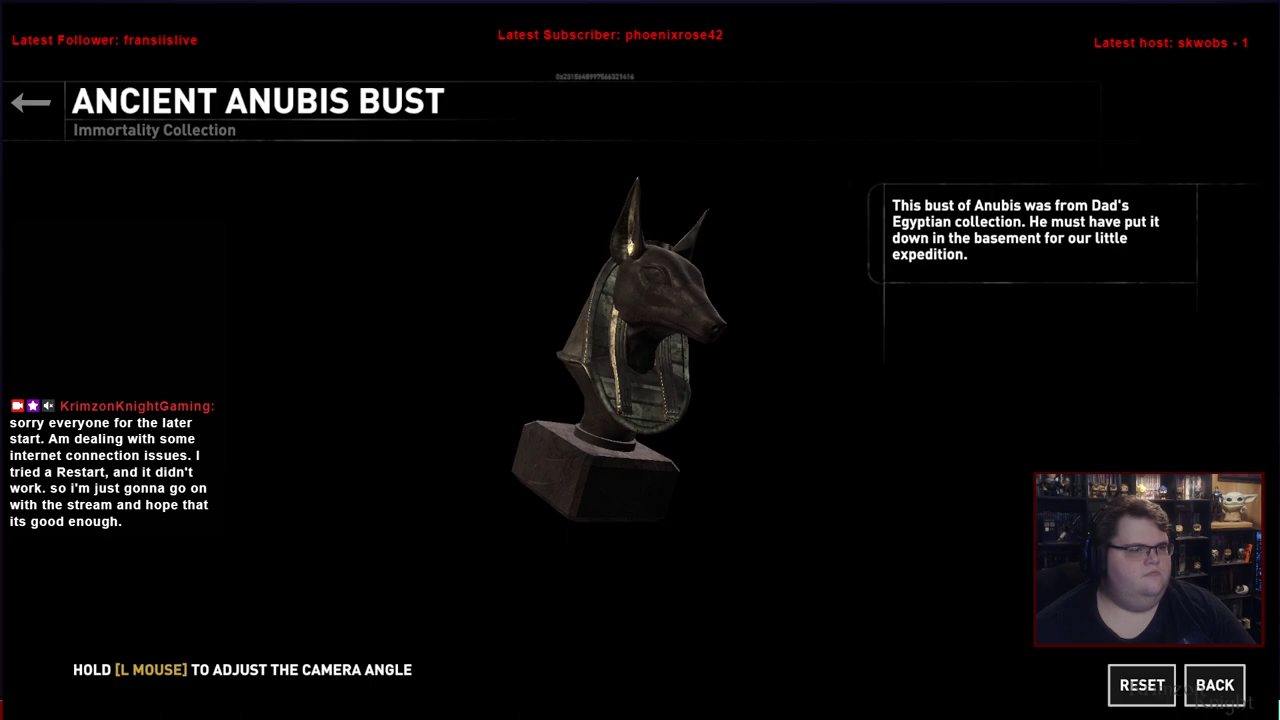 Latest Follower: fransiislive
Latest Subscriber: phoenixrose42
Latest host: skwobs - 1
ANCIENT ANUBIS BUST
Immortality Collection
This bust of Anubis was from Dad's
Egyptian collection. He must have put it
down in the basement for our little
expedition.
KrimzonKnightGaming:
sorry everyone for the later
start. Am dealing with some
internet connection issues. I
tried a Restart, and it didn't
work. so i'm just gonna go on
with the stream and hope that
its good enough.
HOLD [L MOUSE] TO ADJUST THE CAMERA ANGLE
RESET
BACK
Knight